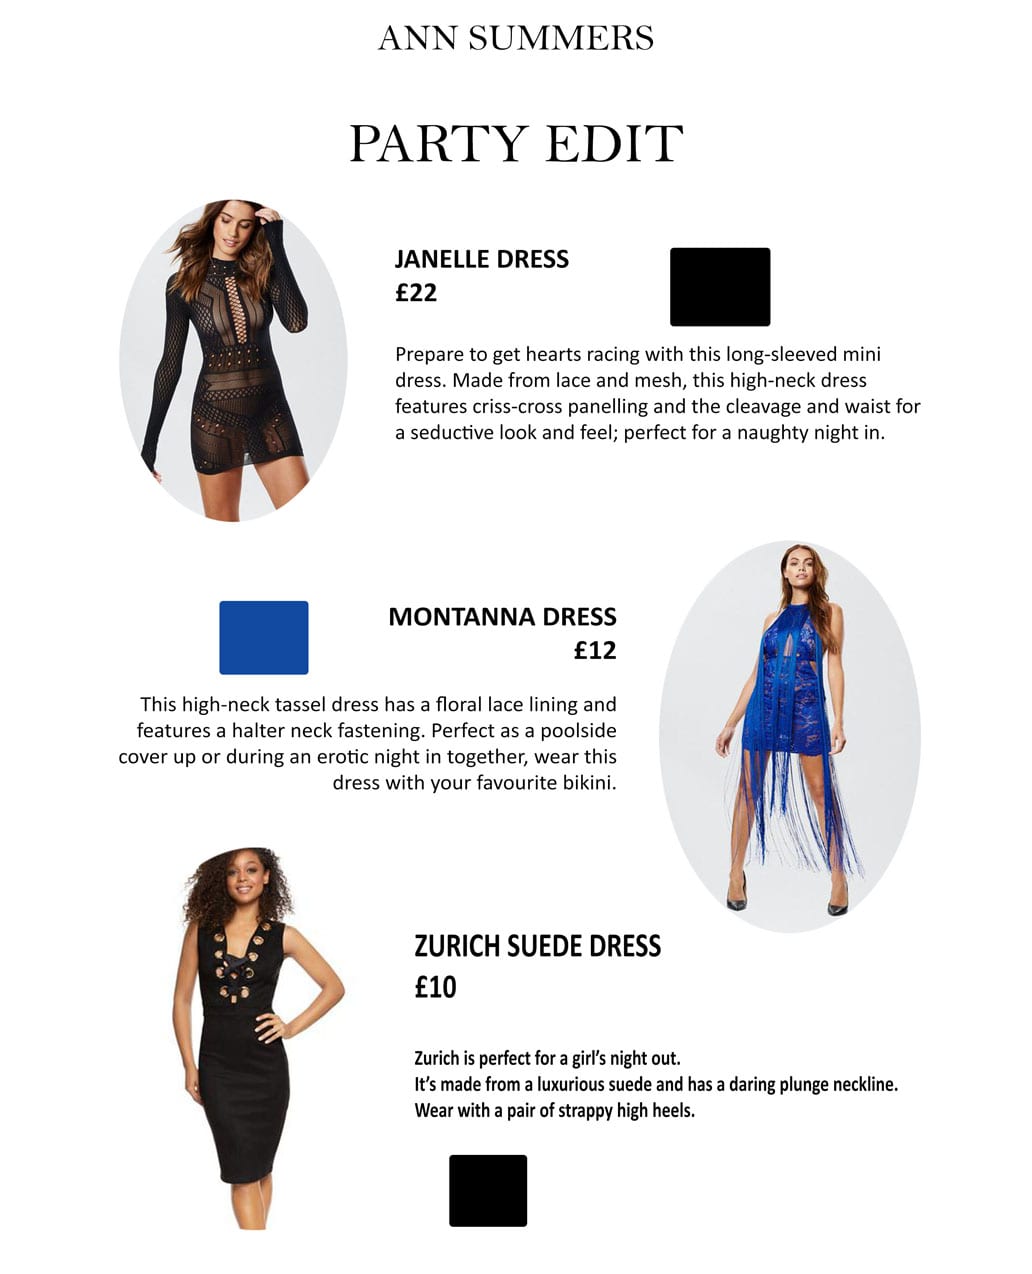 ANN SUMMERS
PARTY EDIT
JANELLE DRESS
£22
Prepare to get hearts racing with this long-sleeved mini
dress. Made from lace and mesh, this high-neck dress
features criss-cross panelling and the cleavage and waist for
a seductive look and feel; perfect for a naughty night in.
MONTANNA DRESS
£12
This high-neck tassel dress has a floral lace lining and
features a halter neck fastening. Perfect as a poolside
cover up or during an erotic night in together, wear this
dress with your favourite bikini.
ZURICH SUEDE DRESS
£10
Zurich is perfect for a girl’s night out.
It’s made from a luxurious suede and has a daring plunge neckline.
Wear with a pair of strappy high heels.